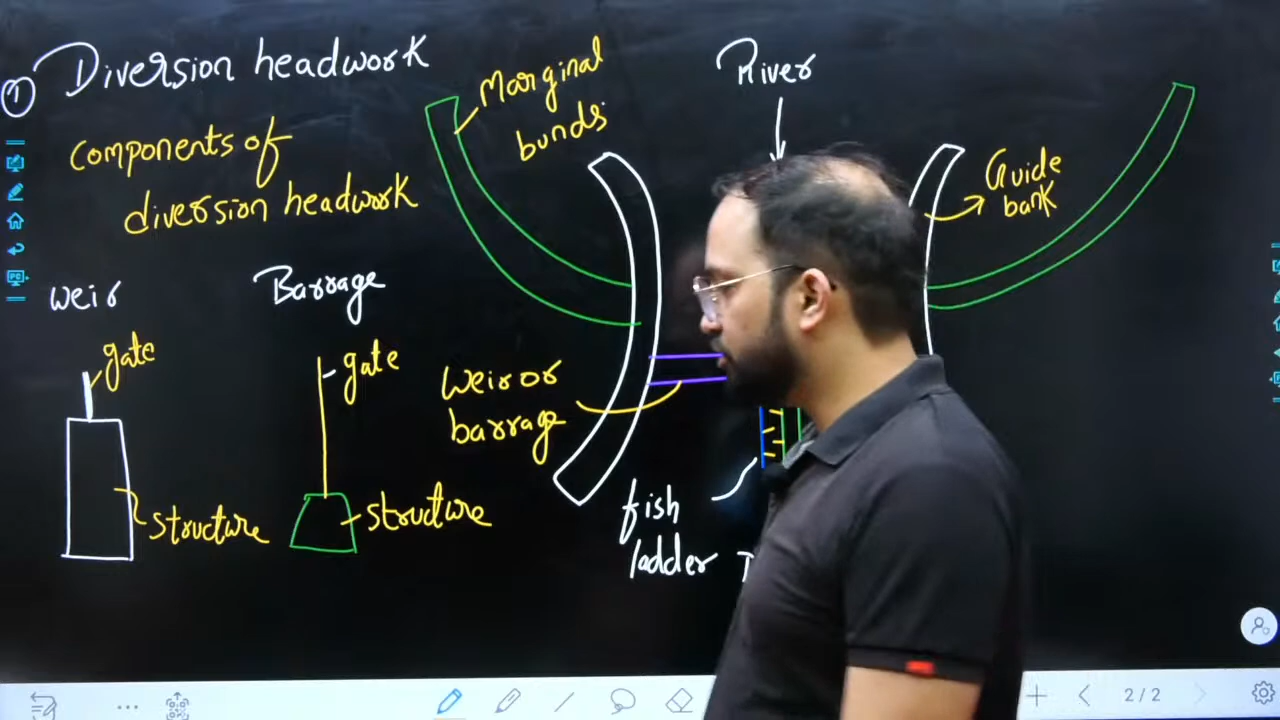 ① Diversion headwork
components of
diversion headwork
Weir
Barrage
gate
gate
structure
structure
Marginal
bunds
River
Guide
bank
Weir or
barrage
fish
ladder
2/2